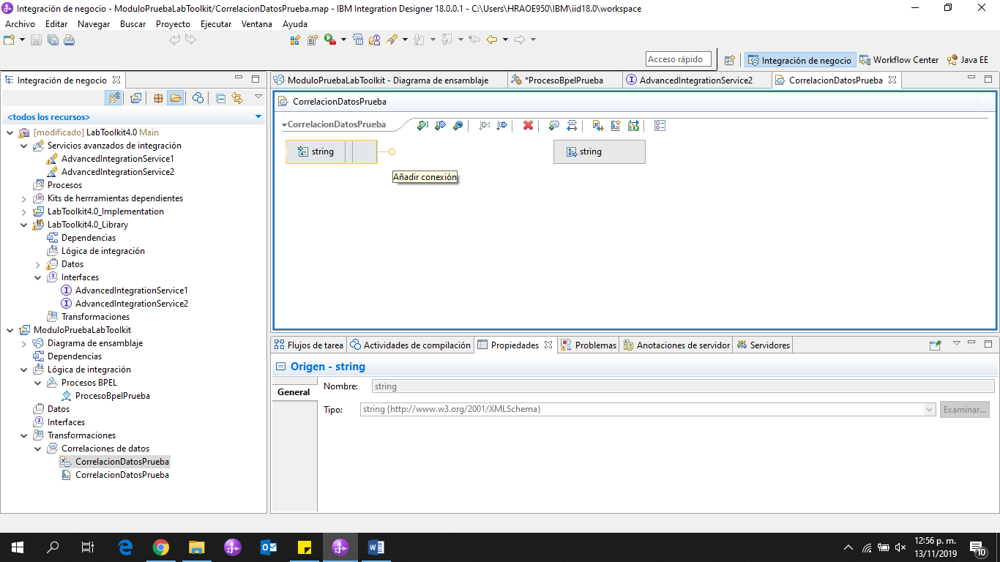 Integración de negocio - ModuloPruebaLabToolkit/CorrelacionDatosPrueba.map - IBM Integration Designer 18.0.0.1 - C:\Users\HRAOE950\IBM\iid18.0\workspace
Archivo Editar Navegar Buscar Proyecto Ejecutar Ventana Ayuda
Acceso rápido
Integración de negocio Workflow Center Java EE
Integración de negocio
<todos los recursos>
[modificado] LabToolkit4.0 Main
Servicios avanzados de integración
AdvancedIntegrationService1
AdvancedIntegrationService2
Procesos
Kits de herrramientas dependientes
LabToolkit4.0_Implementation
LabToolkit4.0_Library
Dependencias
Lógica de integración
Datos
Interfaces
AdvancedIntegrationService1
AdvancedIntegrationService2
Transformaciones
ModuloPruebaLabToolkit
Diagrama de ensamblaje
Dependencias
Lógica de integración
Procesos BPEL
ProcesoBpelPrueba
Datos
Interfaces
Transformaciones
Correlaciones de datos
CorrelacionDatosPrueba
CorrelacionDatosPrueba
ModuloPruebaLabToolkit - Diagrama de ensamblaje *ProcesoBpelPrueba AdvancedIntegrationService2 CorrelacionDatosPrueba
CorrelacionDatosPrueba
CorrelacionDatosPrueba
string string
Añadir conexión
Flujos de tarea Actividades de compilación Propiedades Problemas Anotaciones de servidor Servidores
Origen - string
General
Nombre: string
Tipo: string {http://www.w3.org/2001/XMLSchema} Examinar...
12:56 p. m.
13/11/2019
10